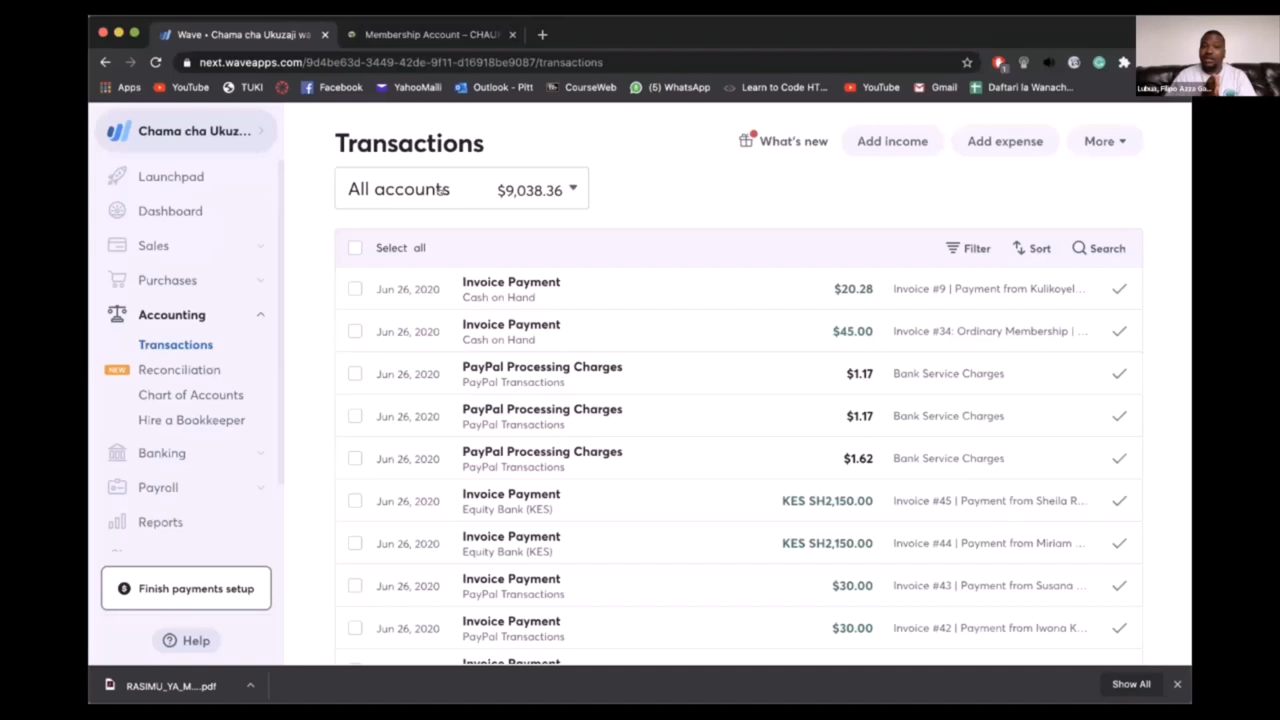 Wave • Chama cha Ukuzaji wa
Membership Account – CHAU
next.waveapps.com/9d4be63d-3449-42de-9f11-d16918be9087/transactions
Apps YouTube TUKI Facebook YahooMaili Outlook - Pitt CourseWeb (5) WhatsApp Learn to Code HT... YouTube Gmail Daftari la Wanach...
Lubua, Filipo Azza Ga...
Chama cha Ukuz...
Launchpad
Dashboard
Sales
Purchases
Accounting
Transactions
NEW Reconciliation
Chart of Accounts
Hire a Bookkeeper
Banking
Payroll
Reports
Finish payments setup
Help
Transactions
What's new Add income Add expense More
All accounts $9,038.36
Select all Filter Sort Search
Jun 26, 2020 Invoice Payment $20.28 Invoice #9 | Payment from Kulikoyel...
Cash on Hand
Jun 26, 2020 Invoice Payment $45.00 Invoice #34: Ordinary Membership | ...
Cash on Hand
Jun 26, 2020 PayPal Processing Charges $1.17 Bank Service Charges
PayPal Transactions
Jun 26, 2020 PayPal Processing Charges $1.17 Bank Service Charges
PayPal Transactions
Jun 26, 2020 PayPal Processing Charges $1.62 Bank Service Charges
PayPal Transactions
Jun 26, 2020 Invoice Payment KES SH2,150.00 Invoice #45 | Payment from Sheila R...
Equity Bank (KES)
Jun 26, 2020 Invoice Payment KES SH2,150.00 Invoice #44 | Payment from Miriam ...
Equity Bank (KES)
Jun 26, 2020 Invoice Payment $30.00 Invoice #43 | Payment from Susana ...
PayPal Transactions
Jun 26, 2020 Invoice Payment $30.00 Invoice #42 | Payment from Iwona K...
PayPal Transactions
Invoice Payment
RASIMU_YA_M....pdf
Show All